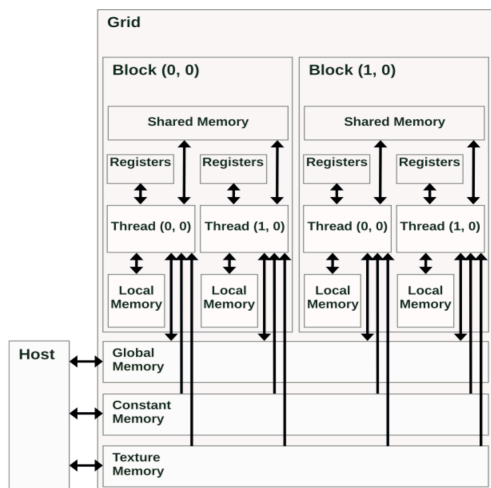 Grid
Block (0, 0)
Block (1, 0)
Shared Memory
Shared Memory
Registers
Registers
Registers
Registers
Thread (0, 0)
Thread (1, 0)
Thread (0, 0)
Thread (1, 0)
Local
Memory
Local
Memory
Local
Memory
Local
Memory
Host
Global
Memory
Constant
Memory
Texture
Memory